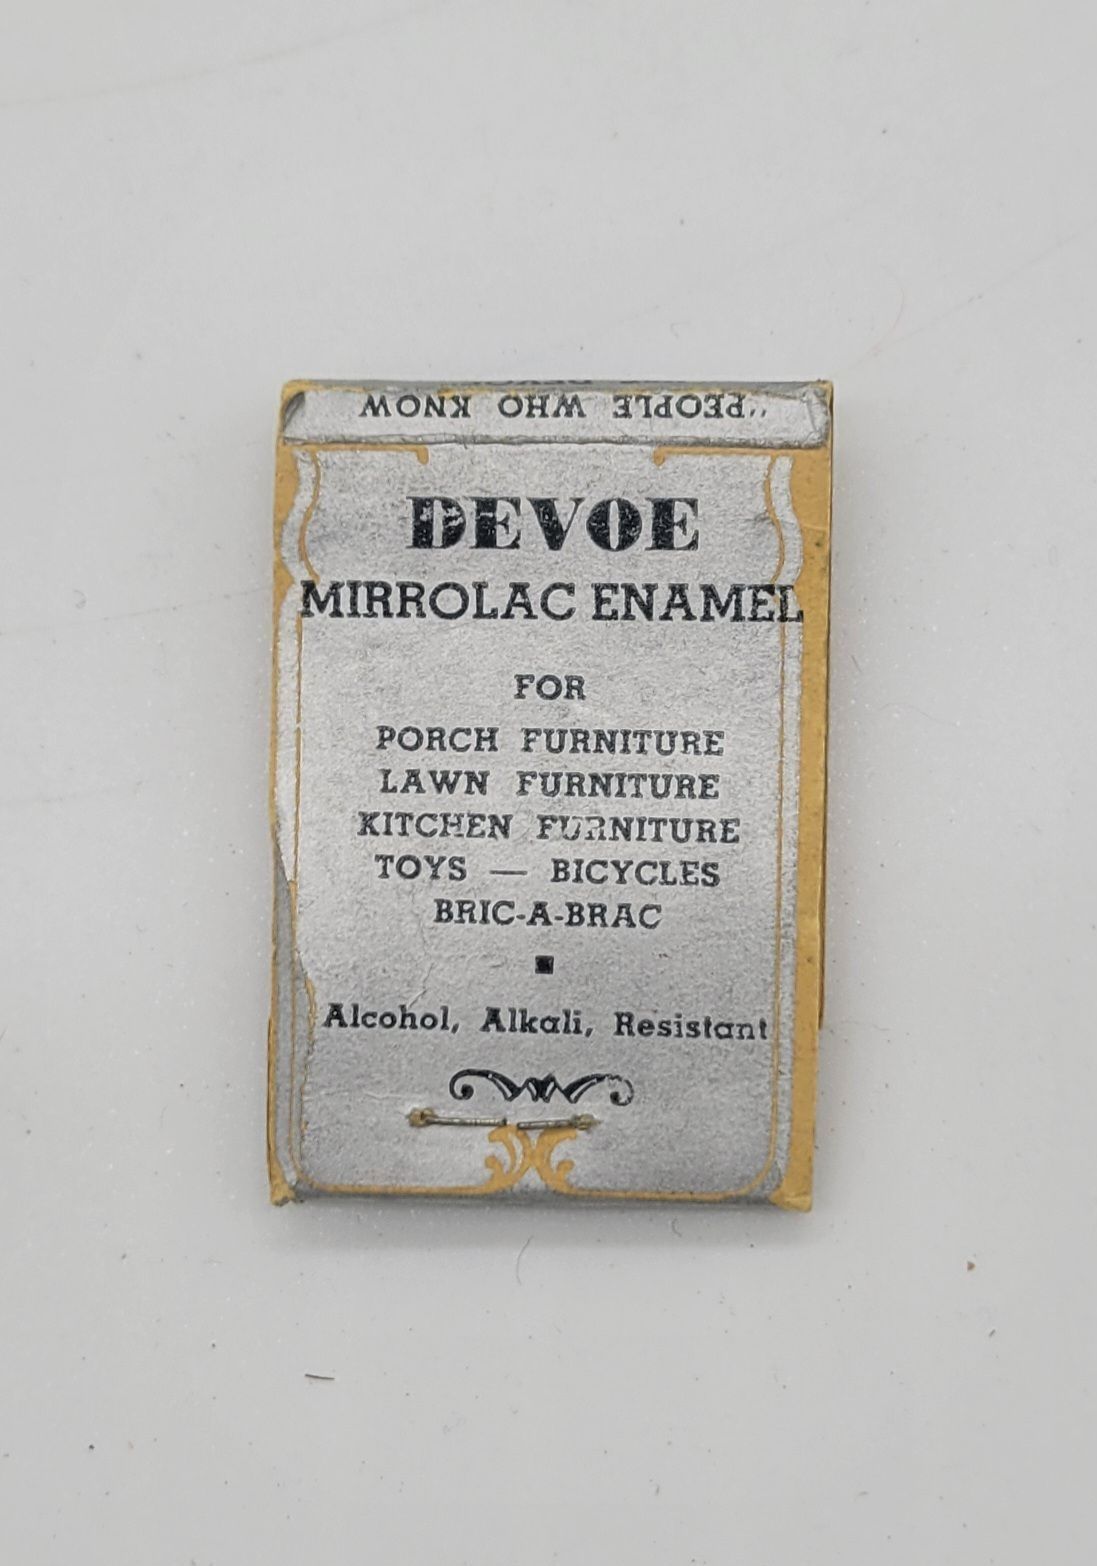 "PEOPLE WHO KNOW
DEVOE
MIRROLAC ENAMEL
FOR
PORCH FURNITURE
LAWN FURNITURE
KITCHEN FURNITURE
TOYS — BICYCLES
BRIC-A-BRAC
Alcohol, Alkali, Resistant